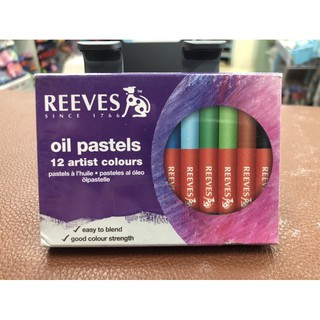 REEVES™
SINCE 1766
oil pastels
12 artist colours
pastels à l'huile • pasteles al óleo
ölpastelle
✓ easy to blend
✓ good colour strength
REEVES
REEVES
REEVES
REEVES